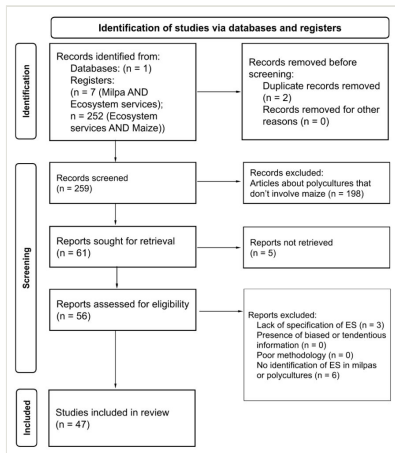 Identification of studies via databases and registers
Identification
Records identified from:
Databases: (n = 1)
Registers:
(n = 7 (Milpa AND
Ecosystem services);
n = 252 (Ecosystem
services AND Maize))
Records removed before
screening:
Duplicate records removed
(n = 2)
Records removed for other
reasons (n = 0)
Screening
Records screened
(n = 259)
Records excluded:
Articles about polycultures that
don't involve maize (n = 198)
Reports sought for retrieval
(n = 61)
Reports not retrieved
(n = 5)
Reports assessed for eligibility
(n = 56)
Reports excluded:
Lack of specification of ES (n = 3)
Presence of biased or tendentious
information (n = 0)
Poor methodology (n = 0)
No identification of ES in milpas
or polycultures (n = 6)
Included
Studies included in review
(n = 47)